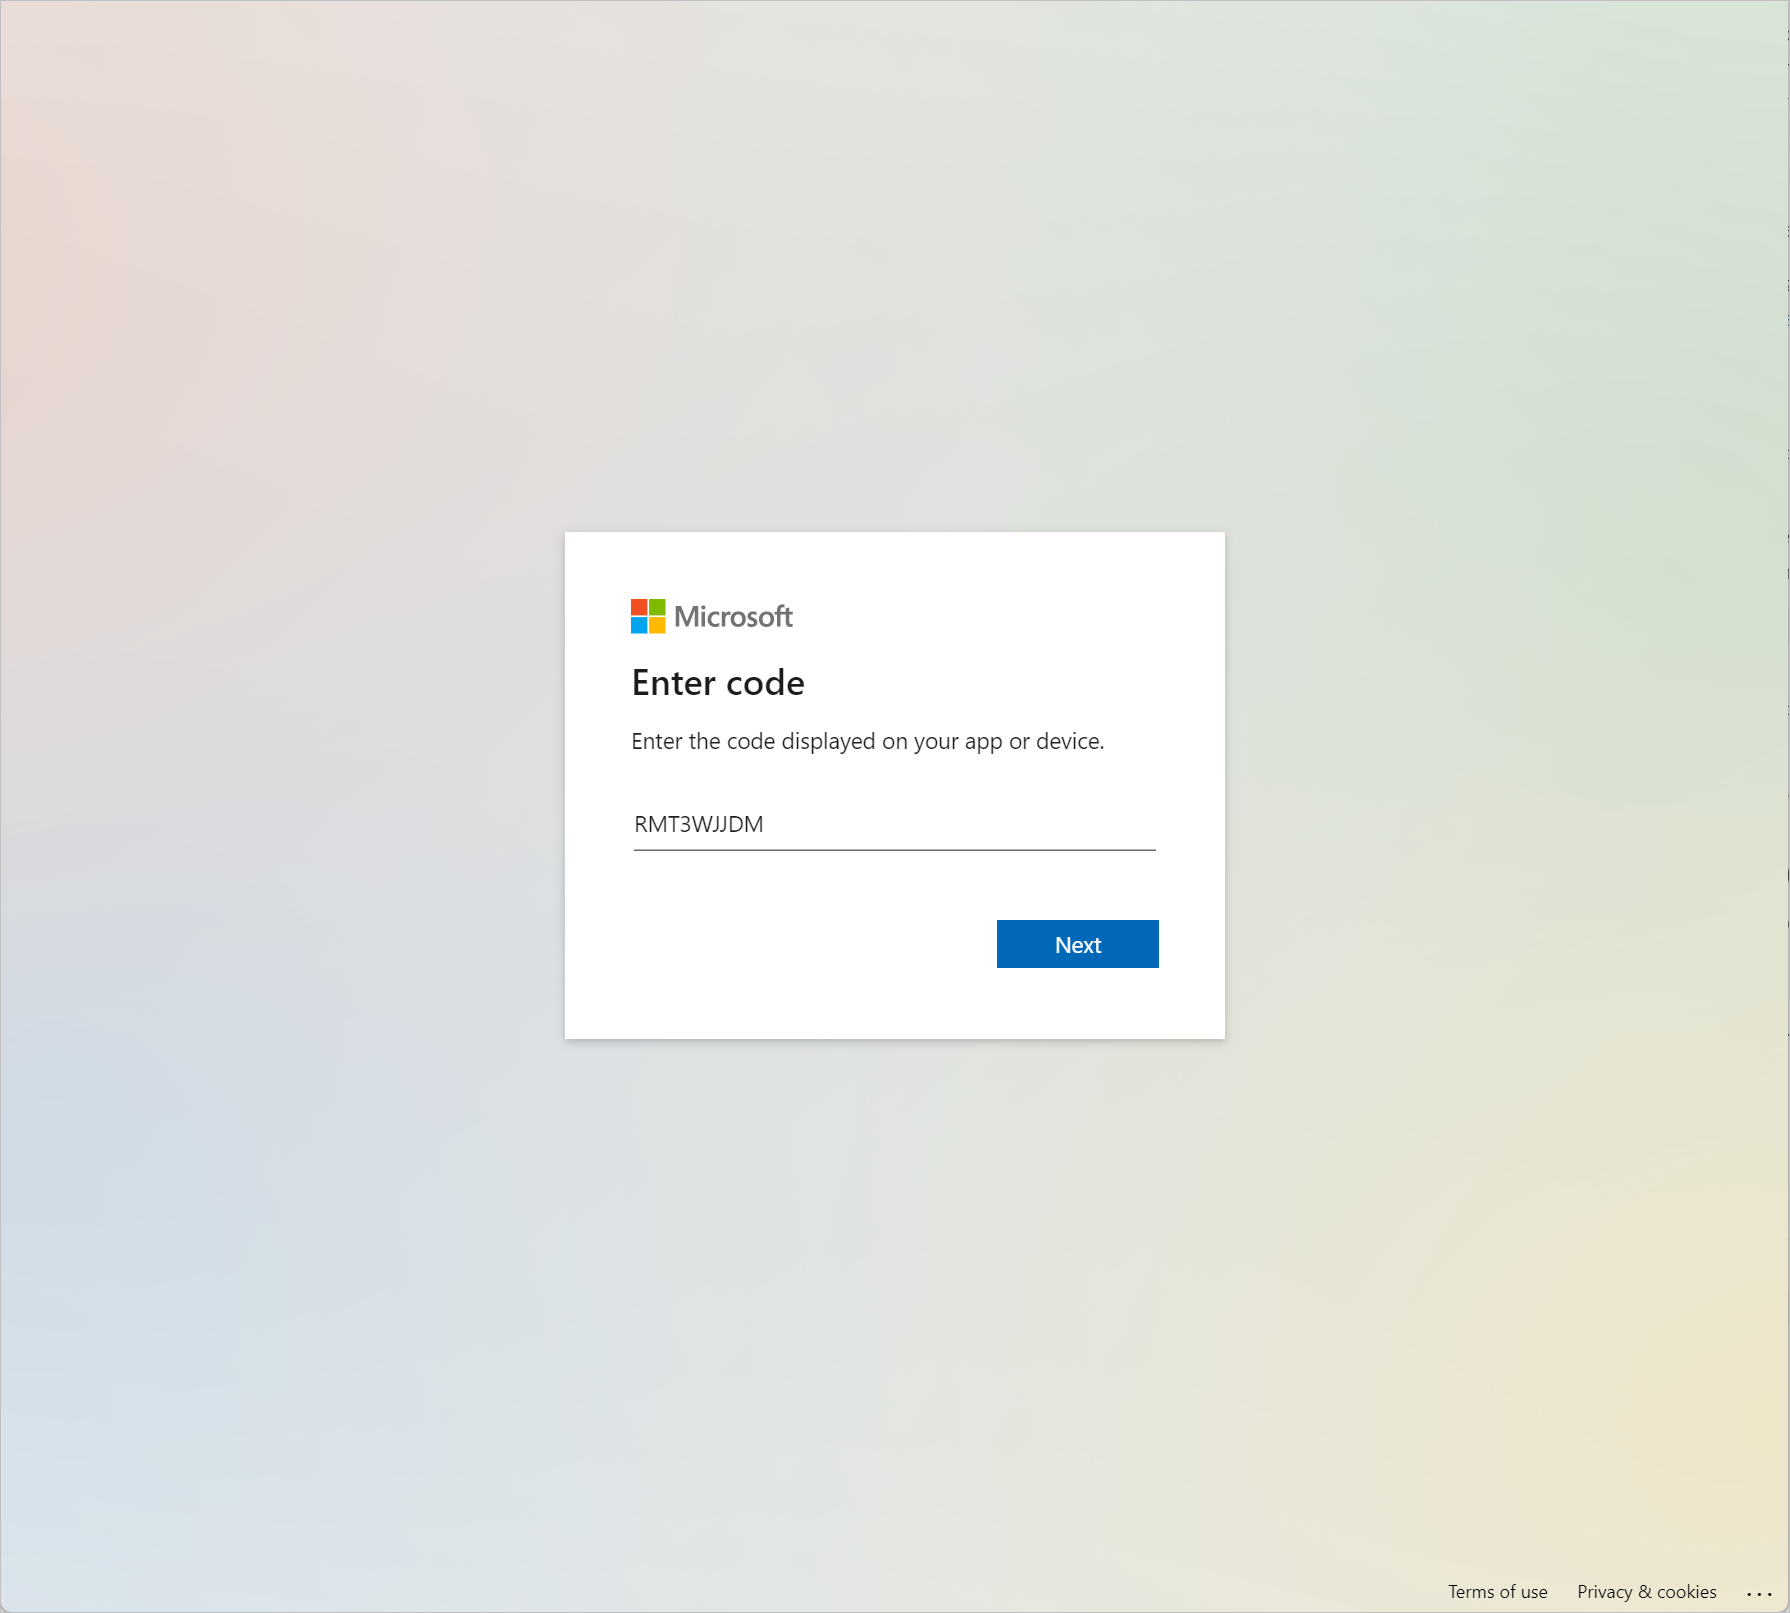 Microsoft
Enter code
Enter the code displayed on your app or device.
RMT3WJJDM
Next
Terms of use Privacy & cookies ...